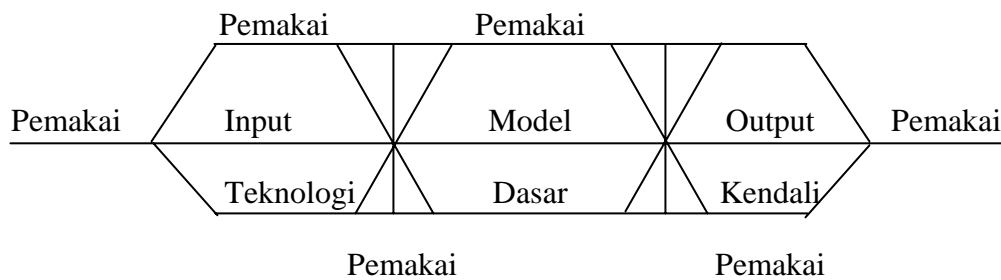 Pemakai Pemakai
Pemakai Input Model Output Pemakai
Teknologi Dasar Kendali
Pemakai Pemakai